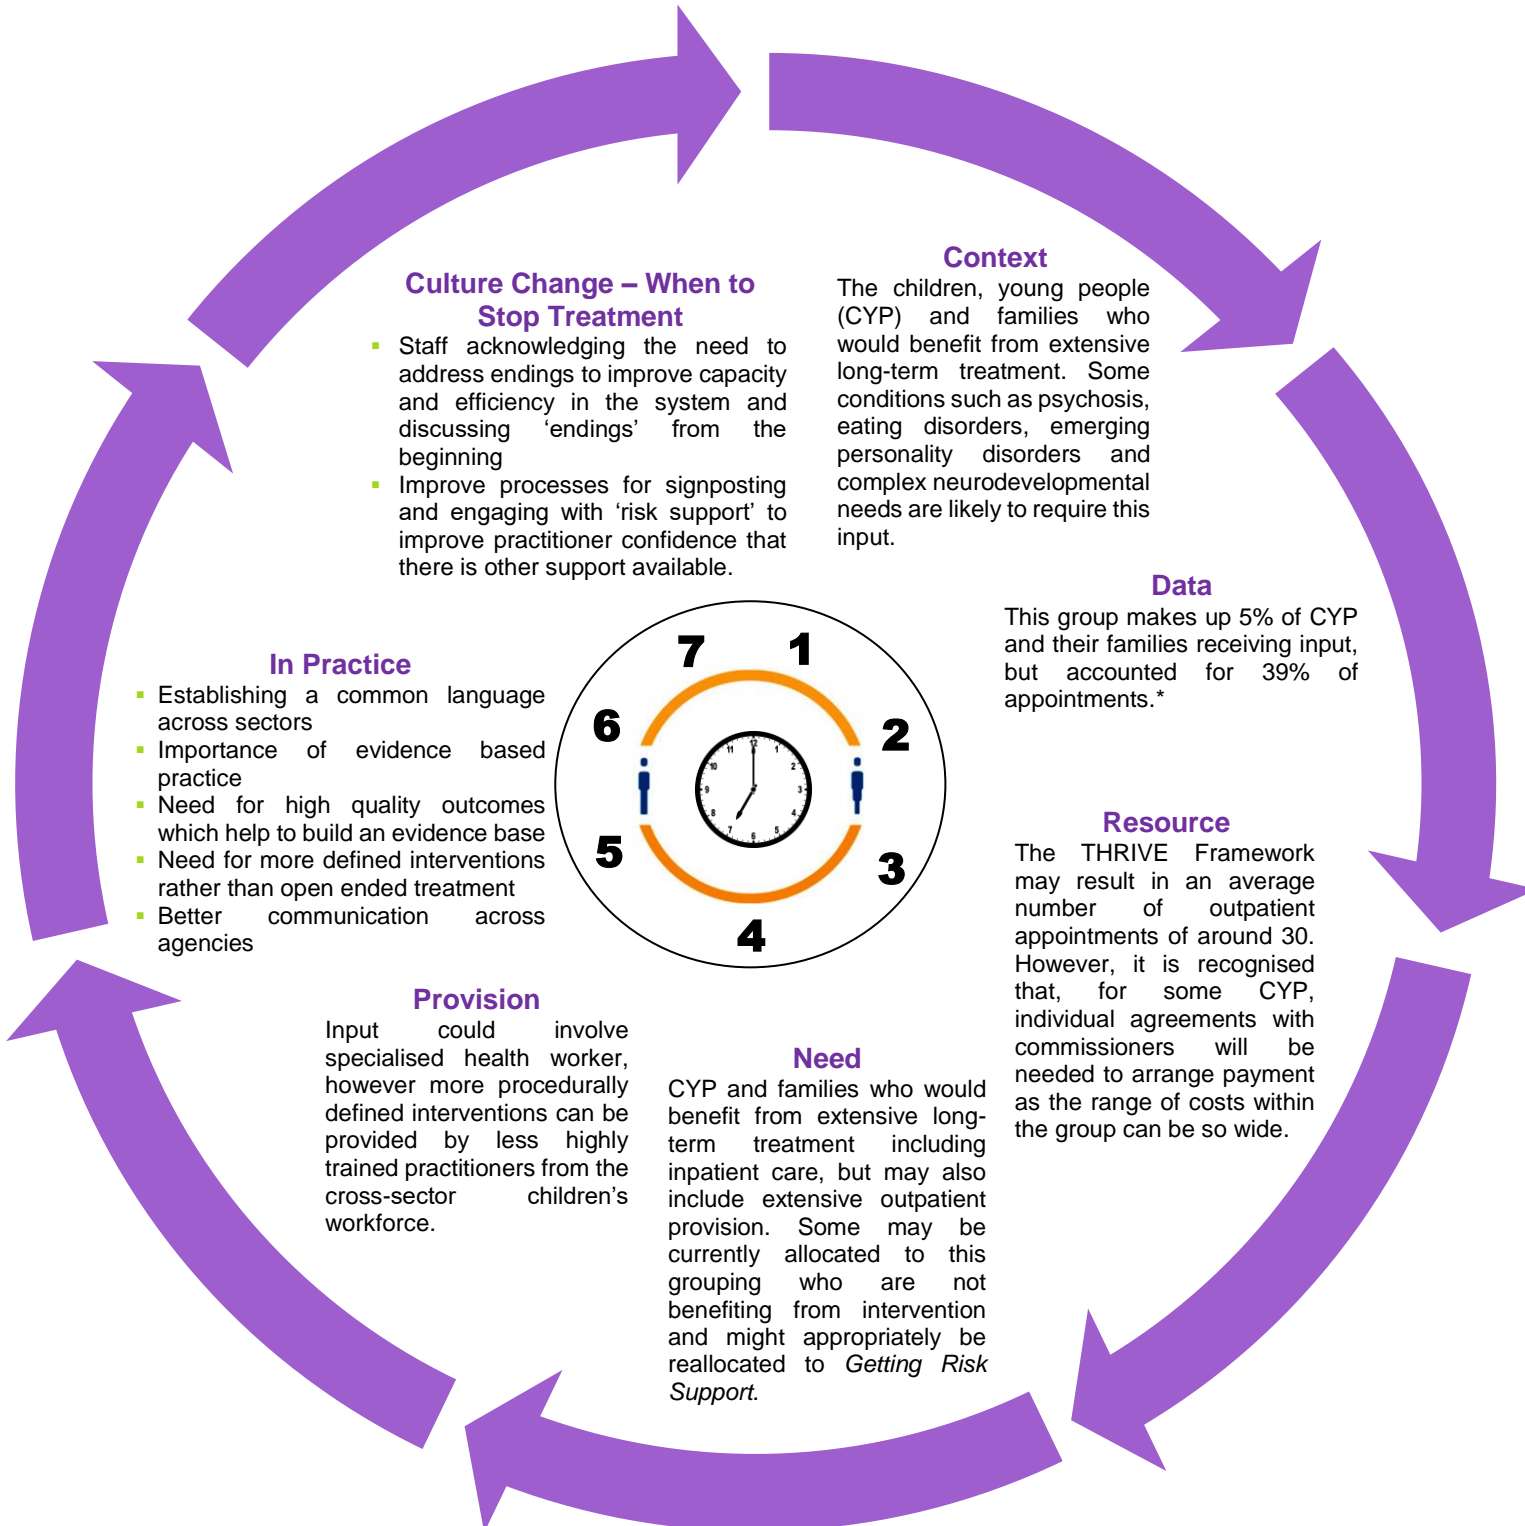 Context
The children, young people
(CYP) and families who
would benefit from extensive
long-term treatment. Some
conditions such as psychosis,
eating disorders, emerging
personality disorders and
complex neurodevelopmental
needs are likely to require this
input.
Data
This group makes up 5% of CYP
and their families receiving input,
but accounted for 39% of
appointments.*
Resource
The THRIVE Framework
may result in an average
number of outpatient
appointments of around 30.
However, it is recognised
that, for some CYP,
individual agreements with
commissioners will be
needed to arrange payment
as the range of costs within
the group can be so wide.
Need
CYP and families who would
benefit from extensive long-
term treatment including
inpatient care, but may also
include extensive outpatient
provision. Some may be
currently allocated to this
grouping who are not
benefiting from intervention
and might appropriately be
reallocated to Getting Risk
Support.
Provision
Input could involve
specialised health worker,
however more procedurally
defined interventions can be
provided by less highly
trained practitioners from the
cross-sector children’s
workforce.
In Practice
▪ Establishing a common language
across sectors
▪ Importance of evidence based
practice
▪ Need for high quality outcomes
which help to build an evidence base
▪ Need for more defined interventions
rather than open ended treatment
▪ Better communication across
agencies
Culture Change – When to
Stop Treatment
▪ Staff acknowledging the need to
address endings to improve capacity
and efficiency in the system and
discussing ‘endings’ from the
beginning
▪ Improve processes for signposting
and engaging with ‘risk support’ to
improve practitioner confidence that
there is other support available.
1
2
3
4
5
6
7
12
1
2
3
4
5
6
7
8
9
10
11